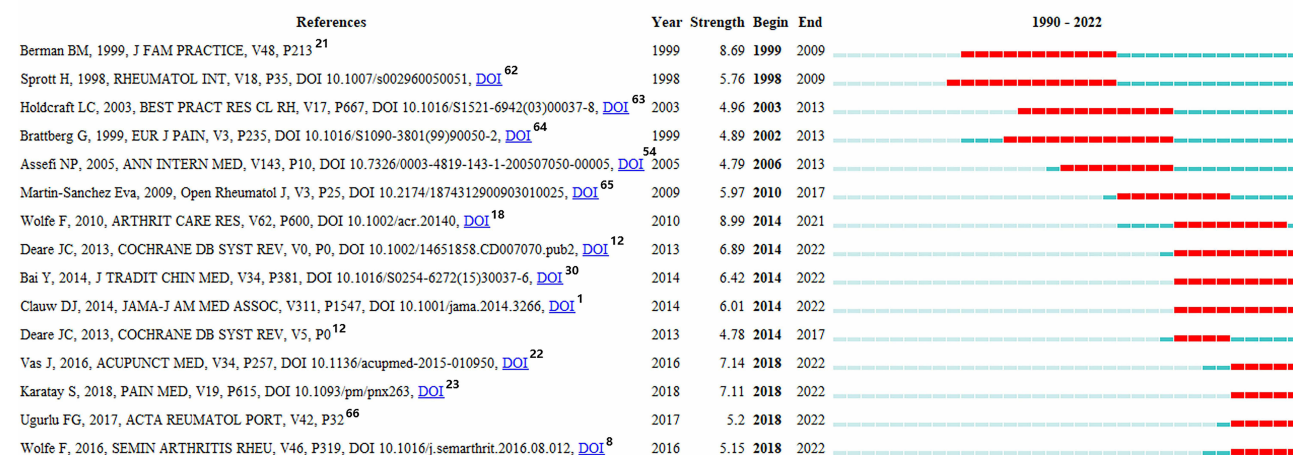 References Year Strength Begin End 1990 - 2022
Berman BM, 1999, J FAM PRACTICE, V48, P213 21 1999 8.69 1999 2009
Sprott H, 1998, RHEUMATOL INT, V18, P35, DOI 10.1007/s002960050051, DOI 62 1998 5.76 1998 2009
Holdcraft LC, 2003, BEST PRACT RES CL RH, V17, P667, DOI 10.1016/S1521-6942(03)00037-8, DOI 63 2003 4.96 2003 2013
Brattberg G, 1999, EUR J PAIN, V3, P235, DOI 10.1016/S1090-3801(99)90050-2, DOI 64 1999 4.89 2002 2013
Assefi NP, 2005, ANN INTERN MED, V143, P10, DOI 10.7326/0003-4819-143-1-200507050-00005, DOI 54 2005 4.79 2006 2013
Martin-Sanchez Eva, 2009, Open Rheumatol J, V3, P25, DOI 10.2174/1874312900903010025, DOI 65 2009 5.97 2010 2017
Wolfe F, 2010, ARTHRIT CARE RES, V62, P600, DOI 10.1002/acr.20140, DOI 18 2010 8.99 2014 2021
Deare JC, 2013, COCHRANE DB SYST REV, V0, P0, DOI 10.1002/14651858.CD007070.pub2, DOI 12 2013 6.89 2014 2022
Bai Y, 2014, J TRADIT CHIN MED, V34, P381, DOI 10.1016/S0254-6272(15)30037-6, DOI 30 2014 6.42 2014 2022
Clauw DJ, 2014, JAMA-J AM MED ASSOC, V311, P1547, DOI 10.1001/jama.2014.3266, DOI 1 2014 6.01 2014 2022
Deare JC, 2013, COCHRANE DB SYST REV, V5, P0 12 2013 4.78 2014 2017
Vas J, 2016, ACUPUNCT MED, V34, P257, DOI 10.1136/acupmed-2015-010950, DOI 22 2016 7.14 2018 2022
Karatay S, 2018, PAIN MED, V19, P615, DOI 10.1093/pm/pnx263, DOI 23 2018 7.11 2018 2022
Ugurlu FG, 2017, ACTA REUMATOL PORT, V42, P32 66 2017 5.2 2018 2022
Wolfe F, 2016, SEMIN ARTHRITIS RHEU, V46, P319, DOI 10.1016/j.semarthrit.2016.08.012, DOI 8 2016 5.15 2018 2022